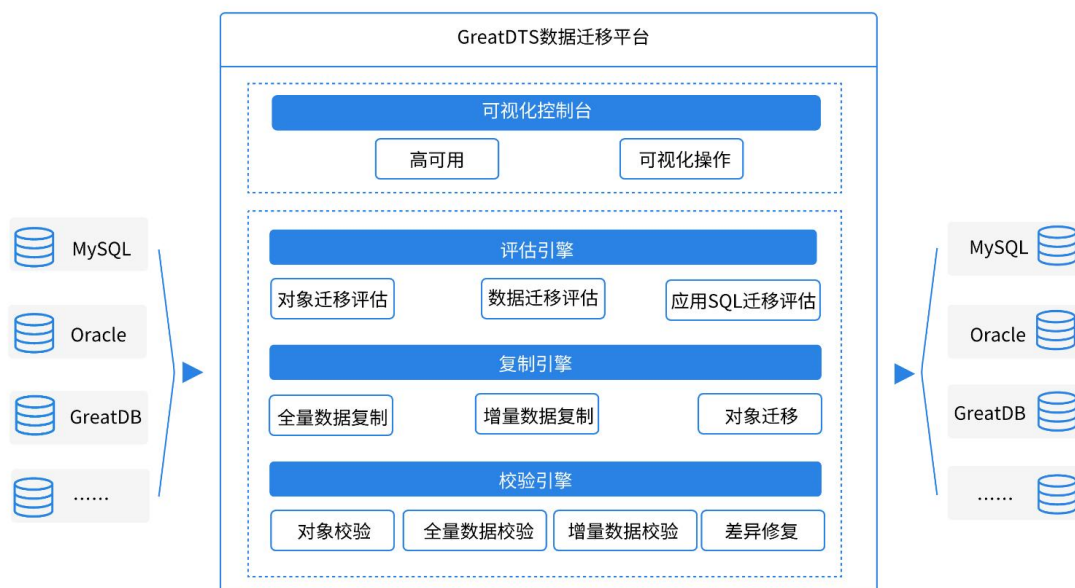 GreatDTS数据迁移平台
可视化控制台
高可用
可视化操作
MySQL
Oracle
GreatDB
......
评估引擎
对象迁移评估
数据迁移评估
应用SQL迁移评估
复制引擎
全量数据复制
增量数据复制
对象迁移
校验引擎
对象校验
全量数据校验
增量数据校验
差异修复
MySQL
Oracle
GreatDB
......